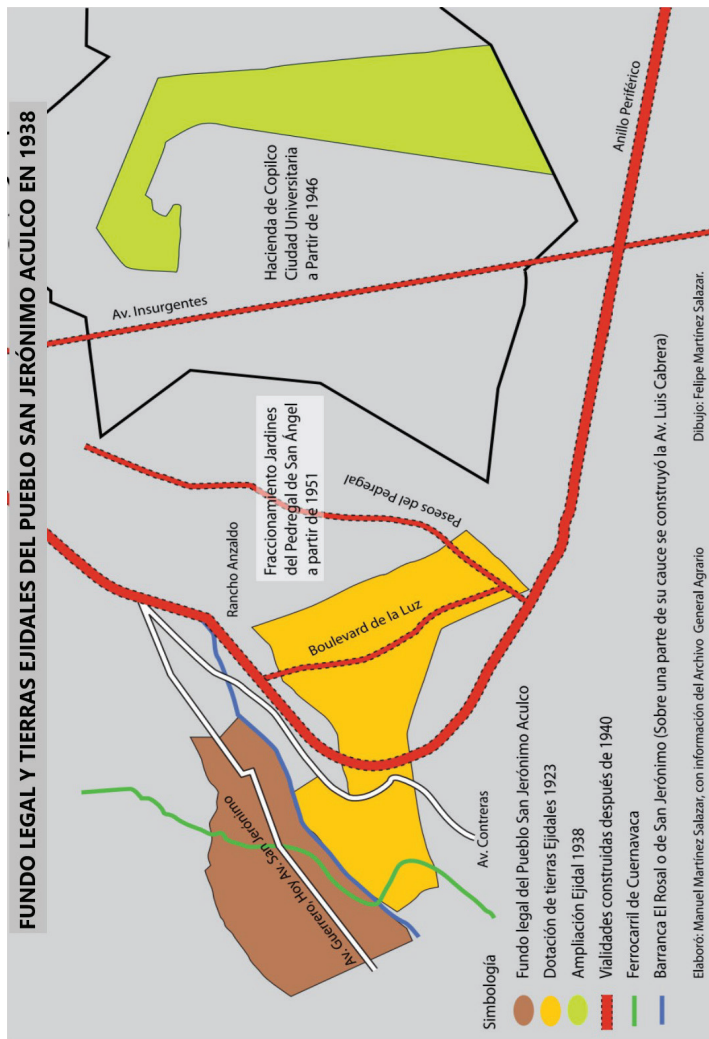 FUNDO LEGAL Y TIERRAS EJIDALES DEL PUEBLO SAN JERÓNIMO ACULCO EN 1938
Hacienda de Copilco
Ciudad Universitaria
a Partir de 1946
Av. Insurgentes
Anillo Periférico
Fraccionamiento Jardines
del Pedregal de San Ángel
a partir de 1951
Paseos del Pedregal
Rancho Anzaldo
Boulevard de la Luz
Av. Guerrero, Hoy Av. San Jerónimo
Av. Contreras
Simbología
Fundo legal del Pueblo San Jerónimo Aculco
Dotación de tierras Ejidales 1923
Ampliación Ejidal 1938
Vialidades construidas después de 1940
Ferrocarril de Cuernavaca
Barranca El Rosal o de San Jerónimo (Sobre una parte de su cauce se construyó la Av. Luis Cabrera)
Elaboró: Manuel Martínez Salazar, con información del Archivo General Agrario
Dibujo: Felipe Martínez Salazar.